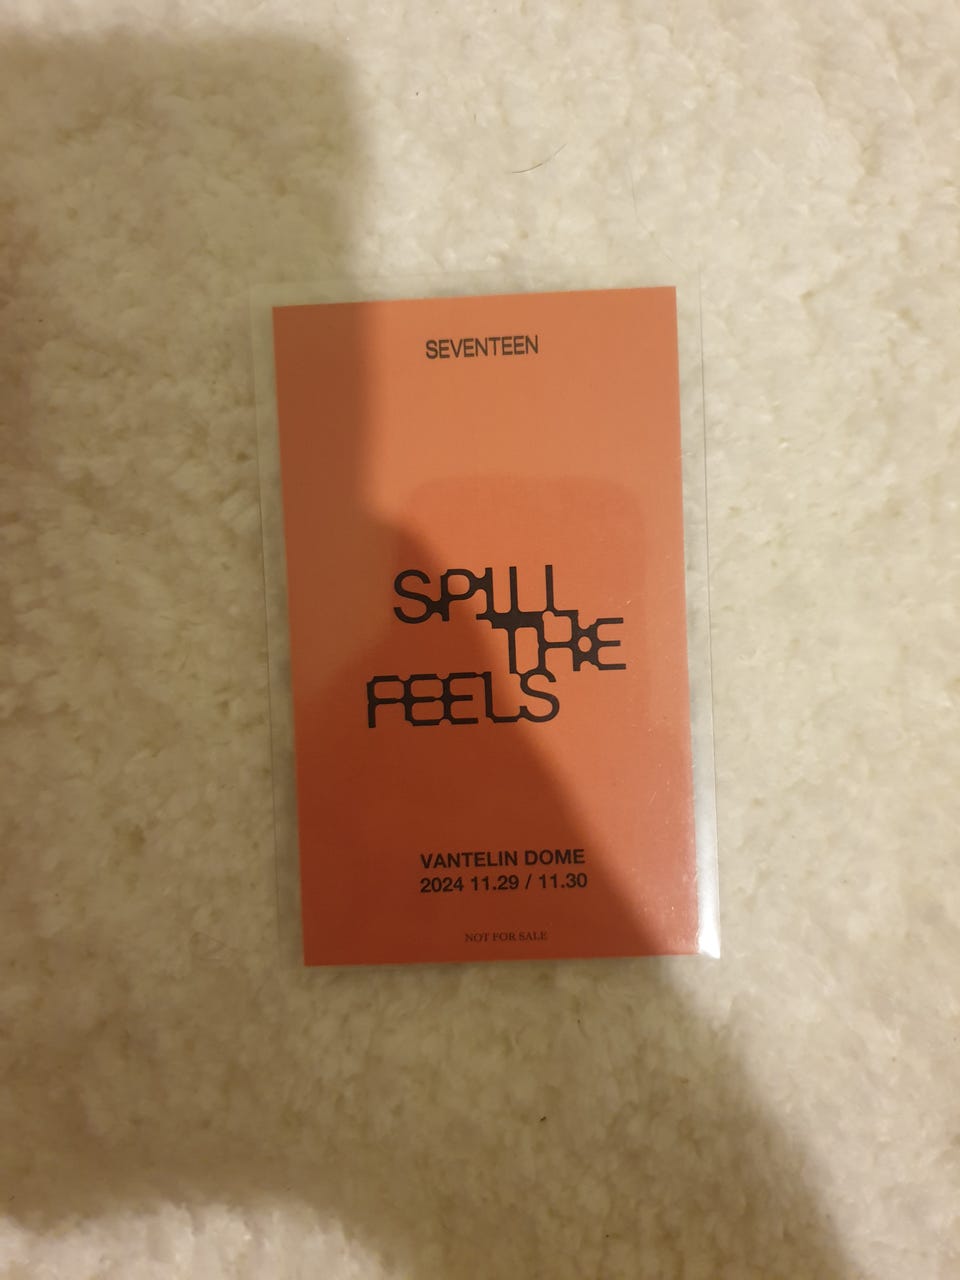 SEVENTEEN
SPILL
THE
FEELS
VANTELIN DOME
2024 11.29 / 11.30
NOT FOR SALE